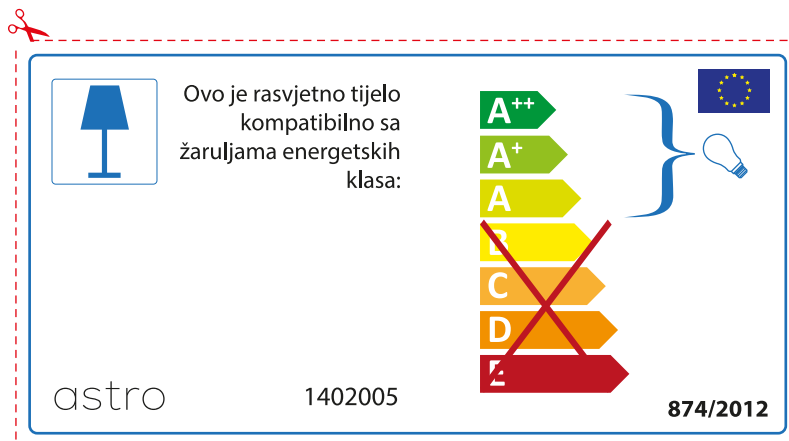 Ovo je rasvjetno tijelo
kompatibilno sa
žaruljama energetskih
klasa:
A++
A+
A
B
C
D
E
astro
1402005
874/2012